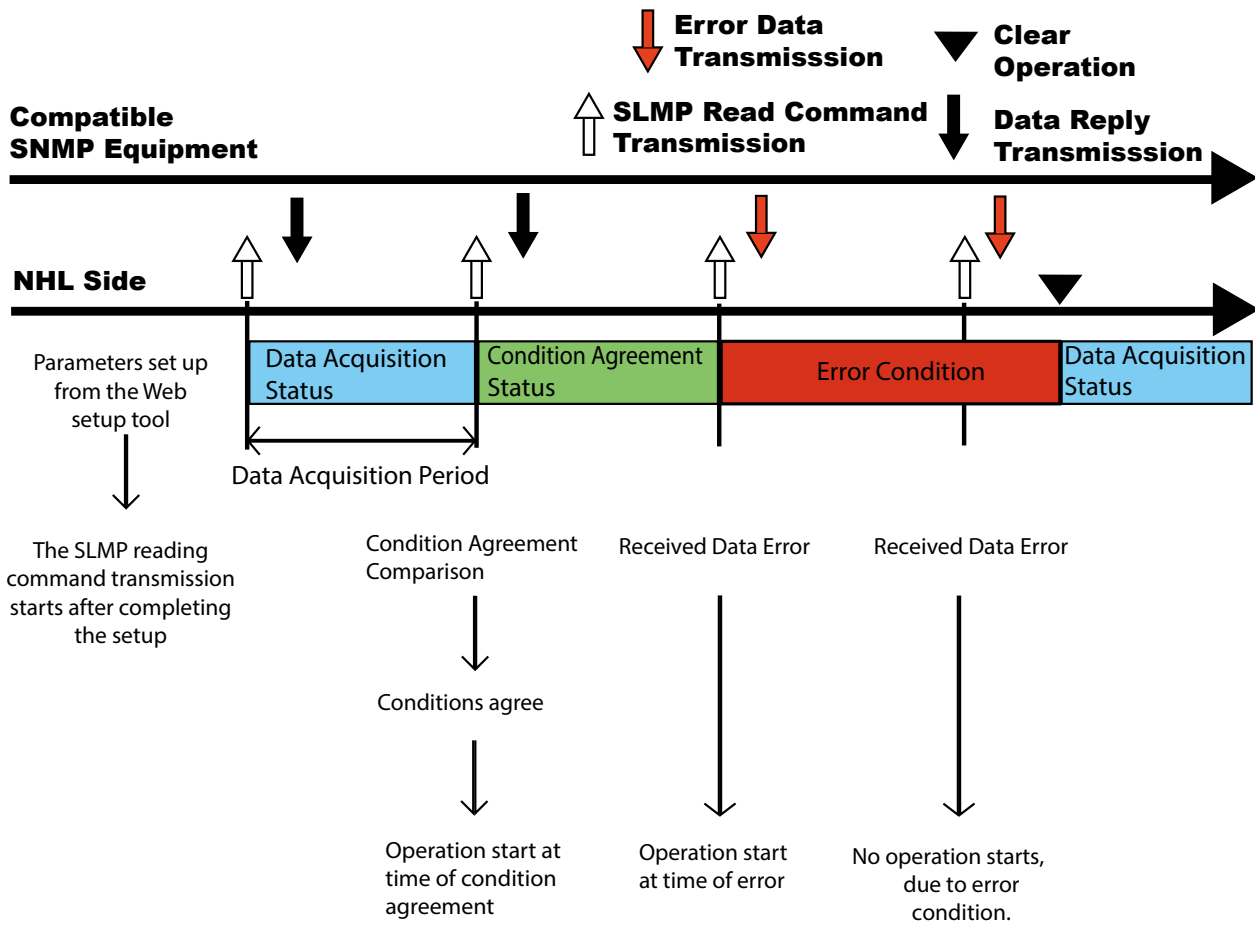 Error Data
Transmisssion
Clear
Operation
SLMP Read Command
Transmission
Data Reply
Transmisssion
Compatible
SNMP Equipment
NHL Side
Parameters set up
from the Web
setup tool
Data Acquisition
Status
Condition Agreement
Status
Error Condition
Data Acquisition
Status
Data Acquisition Period
The SLMP reading
command transmission
starts after completing
the setup
Condition Agreement
Comparison
Conditions agree
Operation start at
time of condition
agreement
Received Data Error
Operation start
at time of error
Received Data Error
No operation starts,
due to error
condition.